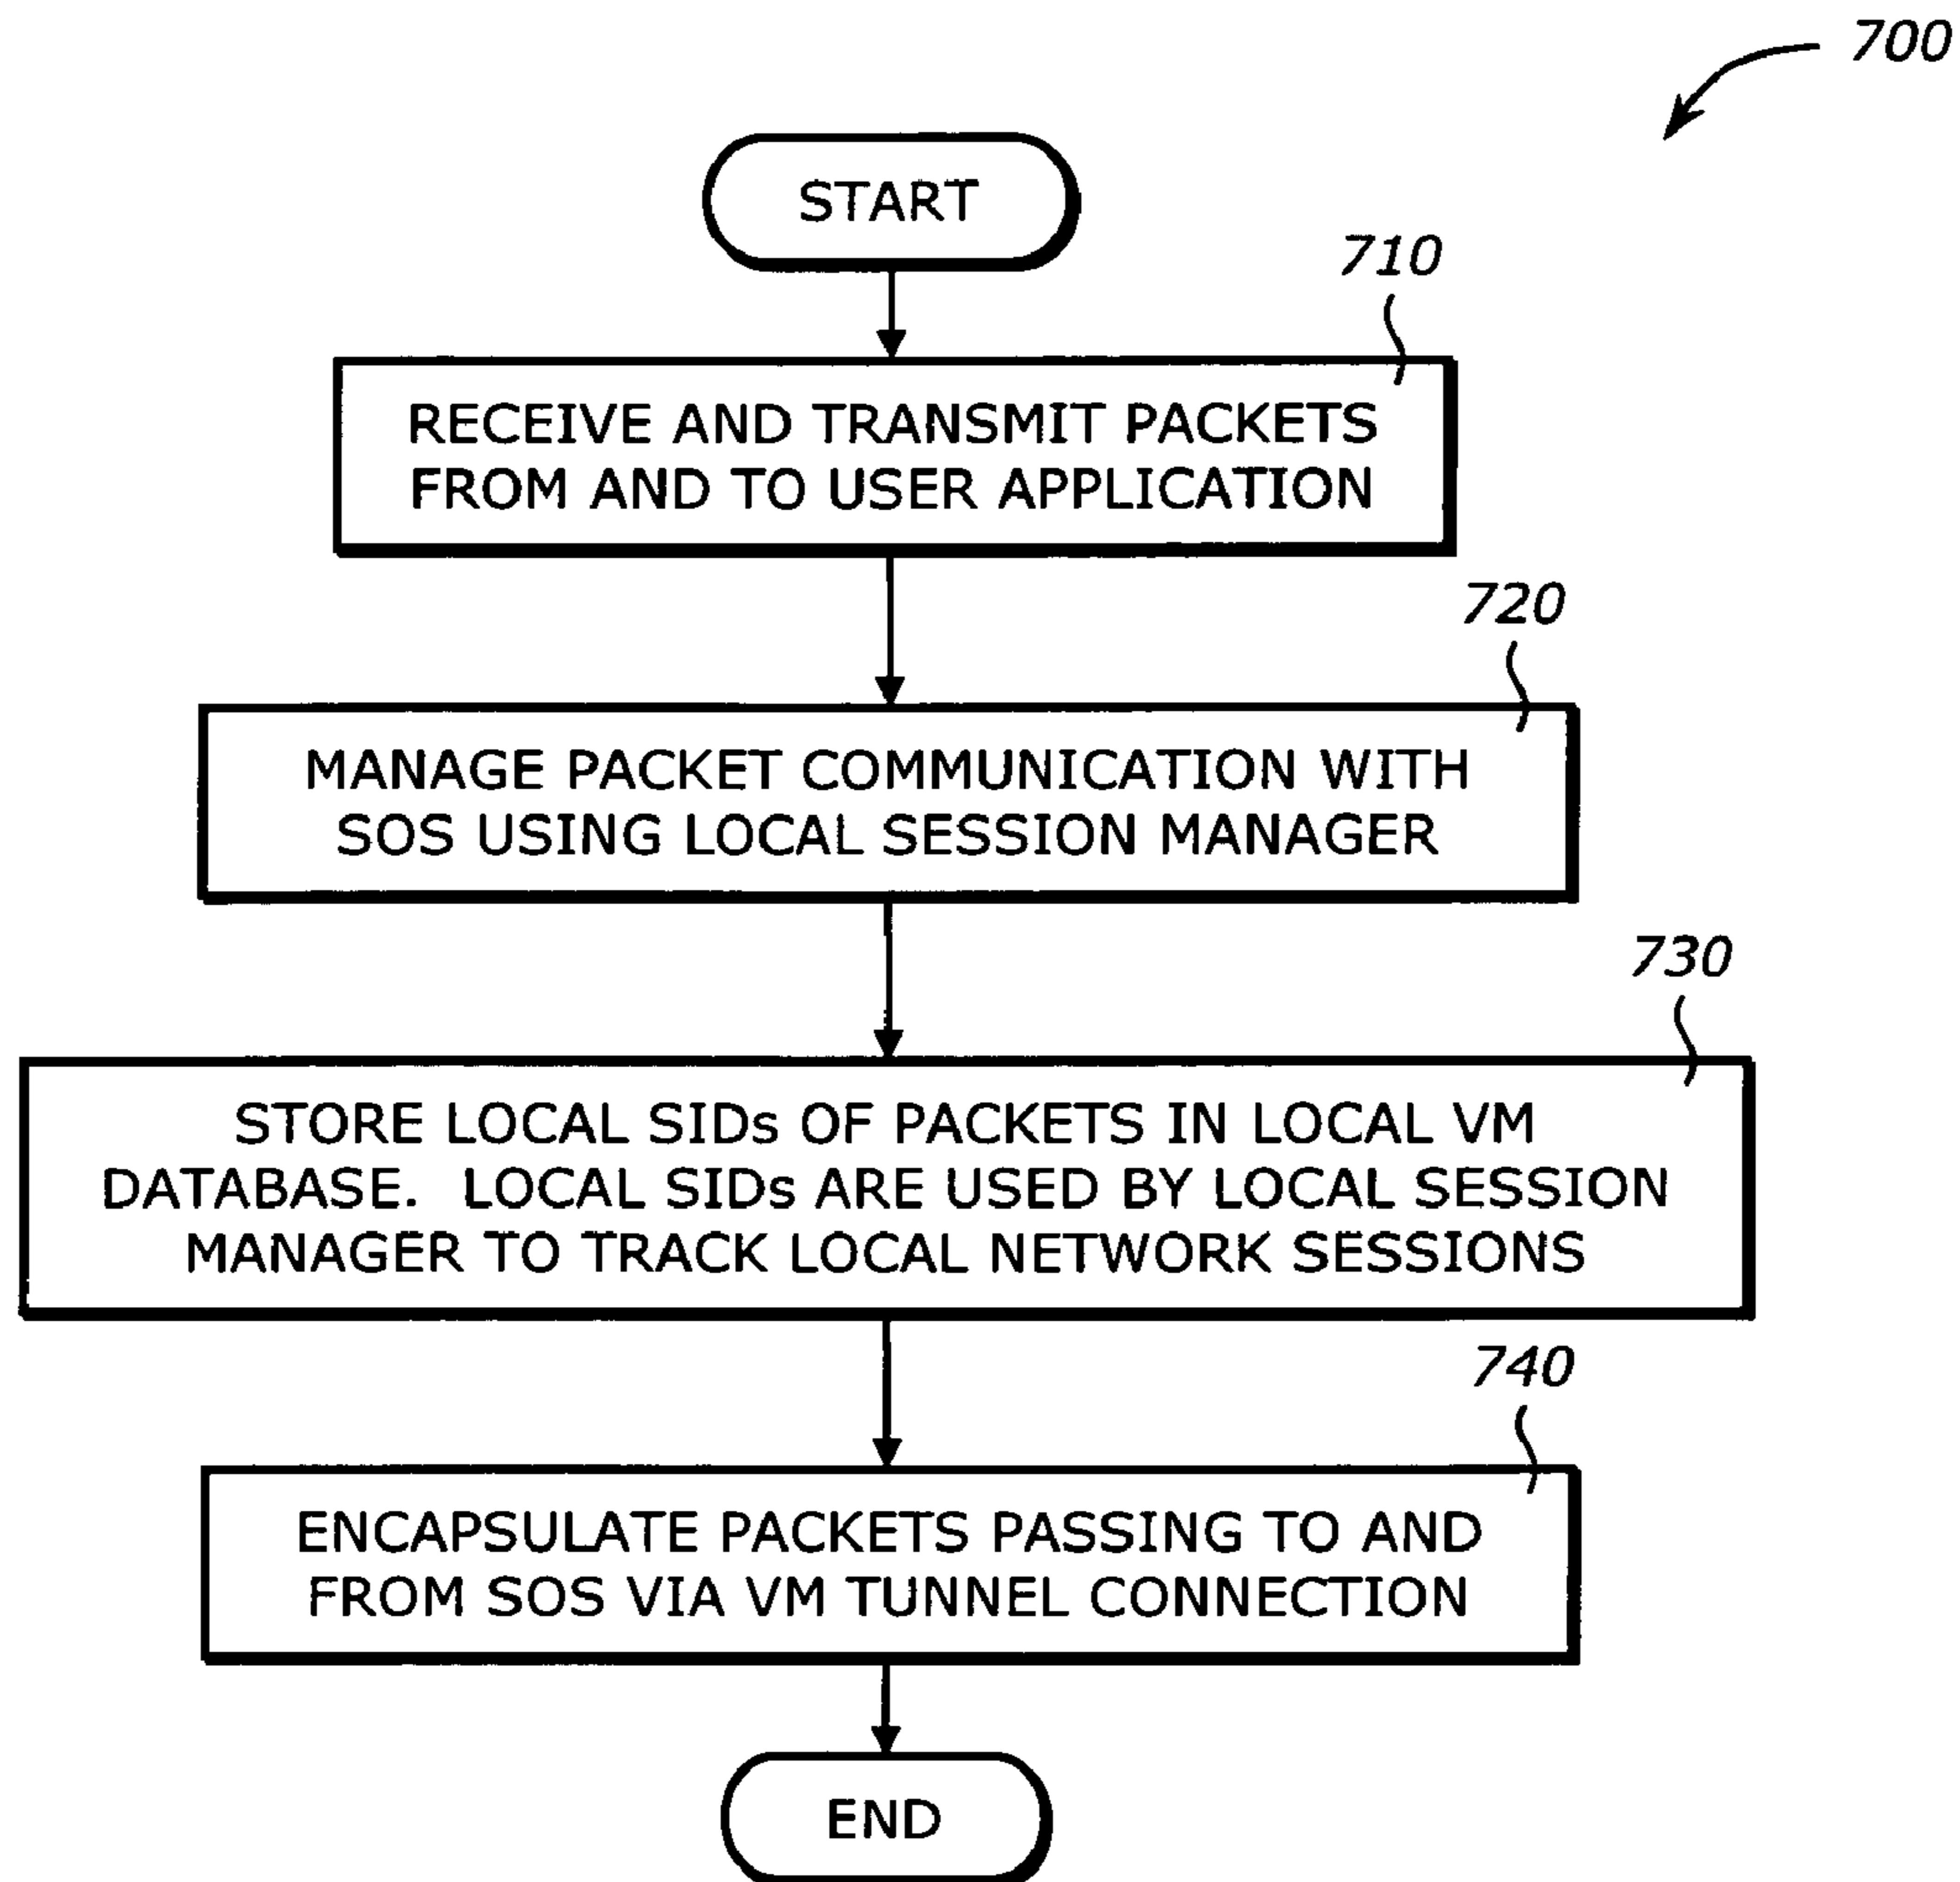 700
START
710
RECEIVE AND TRANSMIT PACKETS
FROM AND TO USER APPLICATION
720
MANAGE PACKET COMMUNICATION WITH
SOS USING LOCAL SESSION MANAGER
730
STORE LOCAL SIDs OF PACKETS IN LOCAL VM
DATABASE. LOCAL SIDs ARE USED BY LOCAL SESSION
MANAGER TO TRACK LOCAL NETWORK SESSIONS
740
ENCAPSULATE PACKETS PASSING TO AND
FROM SOS VIA VM TUNNEL CONNECTION
END